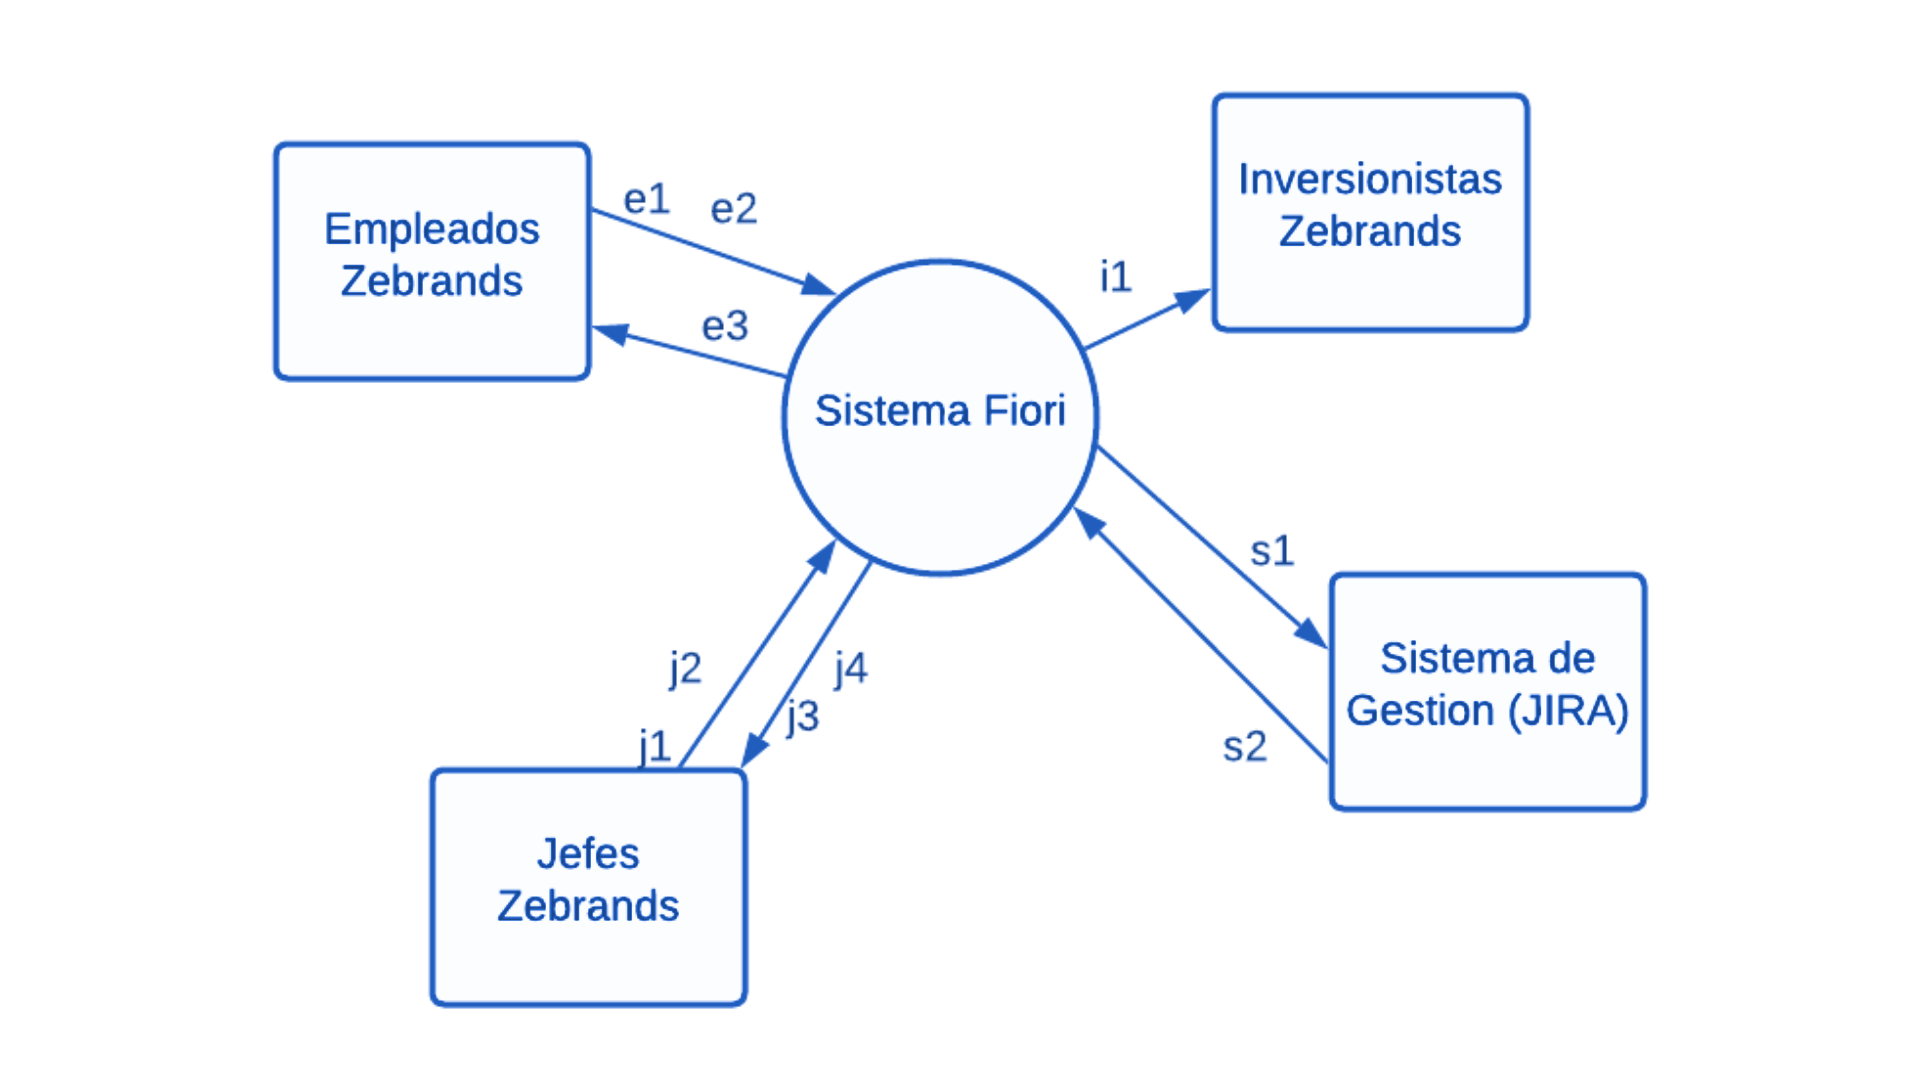 Empleados
Zebrands
e1
e2
e3
Inversionistas
Zebrands
i1
Sistema Fiori
s1
s2
Sistema de
Gestion (JIRA)
j2
j1
j4
j3
Jefes
Zebrands